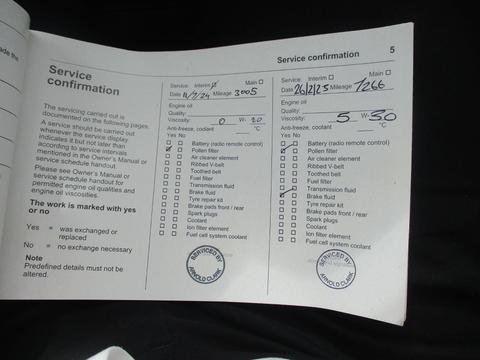 Service confirmation 5
Service
confirmation
The servicing carried out is
documented on the following pages.
A service should be carried out
whenever the service display
indicates it but not later than
according to service intervals
mentioned in the Owner's Manual or
service schedule handout.
Please see Owner's Manual or
service schedule handout for
permitted engine oil qualities and
engine oil viscosities.
The work is marked with yes
or no
Yes = was exchanged or
replaced
No = no exchange necessary
Note
Predefined details must not be
altered.
Service: Interim Main
Date Mileage 3005
Engine oil
Quality:
Viscosity: 0 W- 20
Anti-freeze, coolant °C
Yes No
Battery (radio remote control)
Pollen filter
Air cleaner element
Ribbed V-belt
Toothed belt
Fuel filter
Transmission fluid
Brake fluid
Tyre repair kit
Brake pads front / rear
Spark plugs
Coolant
Ion filter element
Fuel cell system coolant
SERVICED BY
ARNOLD CLARK
Service: Interim Main
Date 26/2/25 Mileage 7266
Engine oil
Quality:
Viscosity: 5 W- 30
Anti-freeze, coolant °C
Yes No
Battery (radio remote control)
Pollen filter
Air cleaner element
Ribbed V-belt
Toothed belt
Fuel filter
Transmission fluid
Brake fluid
Tyre repair kit
Brake pads front / rear
Spark plugs
Coolant
Ion filter element
Fuel cell system coolant
SERVICED BY
ARNOLD CLARK